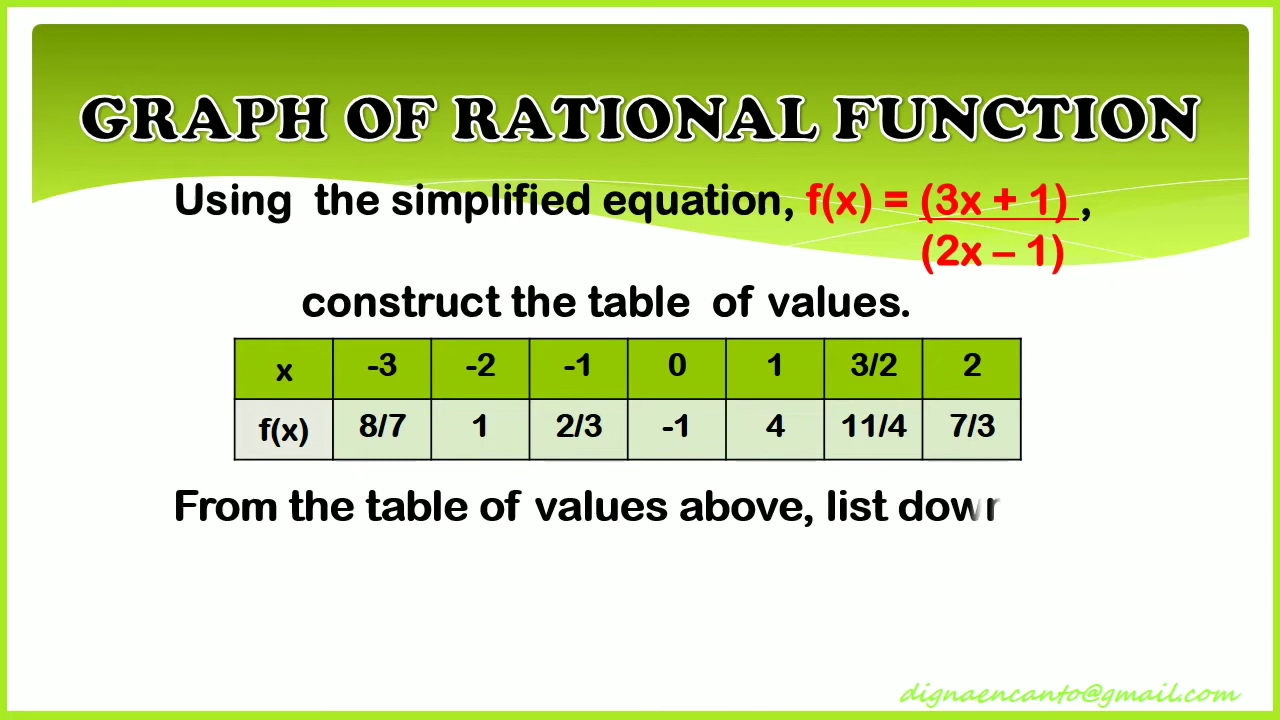 GRAPH OF RATIONAL FUNCTION
Using the simplified equation, f(x) = (3x + 1) ,
(2x – 1)
construct the table of values.
x -3 -2 -1 0 1 3/2 2
f(x) 8/7 1 2/3 -1 4 11/4 7/3
From the table of values above, list down
dignaencanto@gmail.com